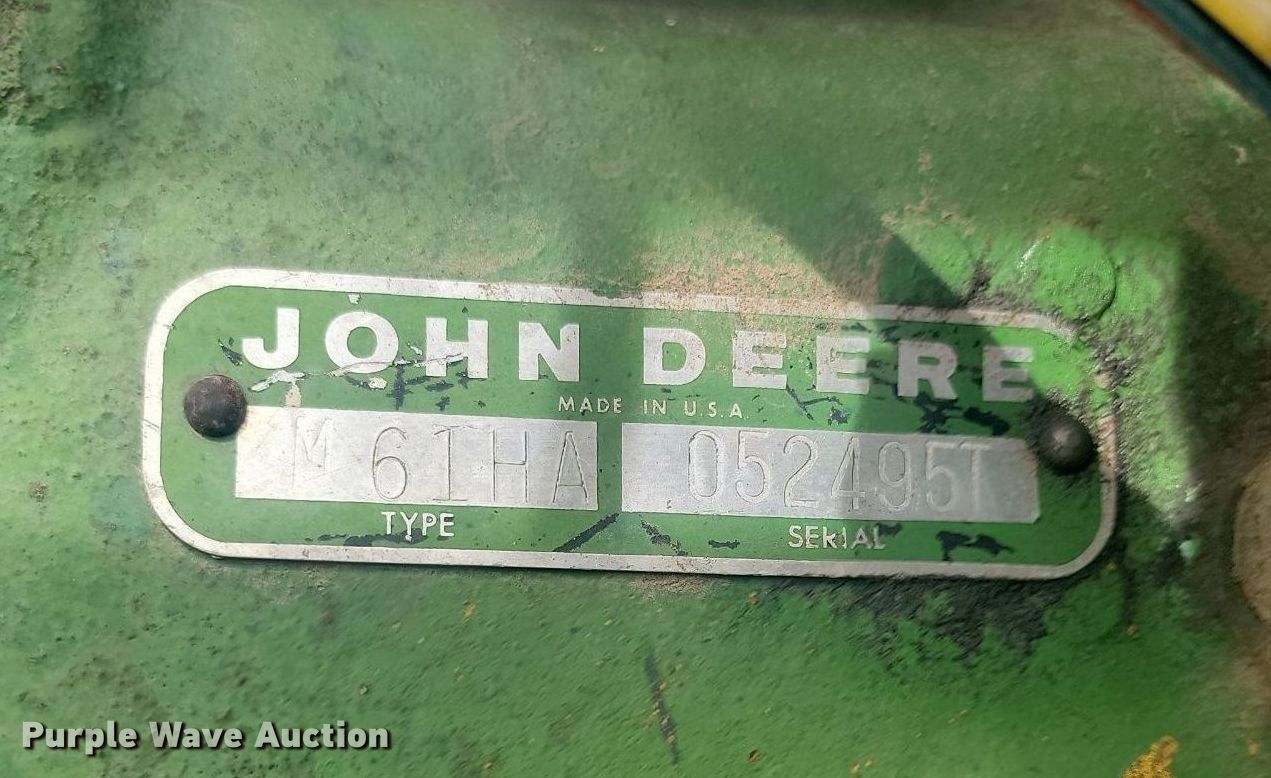 JOHN DEERE
MADE IN U.S.A.
M 61HA 052495T
TYPE SERIAL
Purple Wave Auction